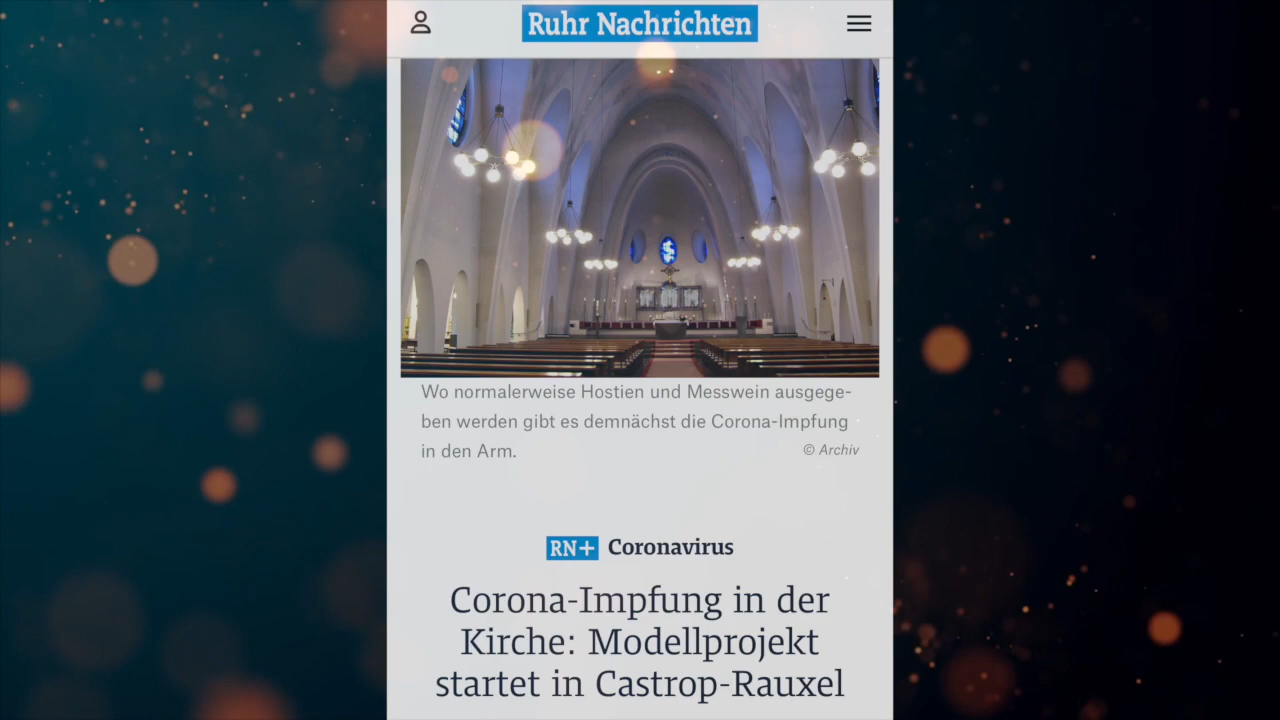 Ruhr Nachrichten
Wo normalerweise Hostien und Messwein ausgege-
ben werden gibt es demnächst die Corona-Impfung
in den Arm.
© Archiv
RN+ Coronavirus
Corona-Impfung in der
Kirche: Modellprojekt
startet in Castrop-Rauxel